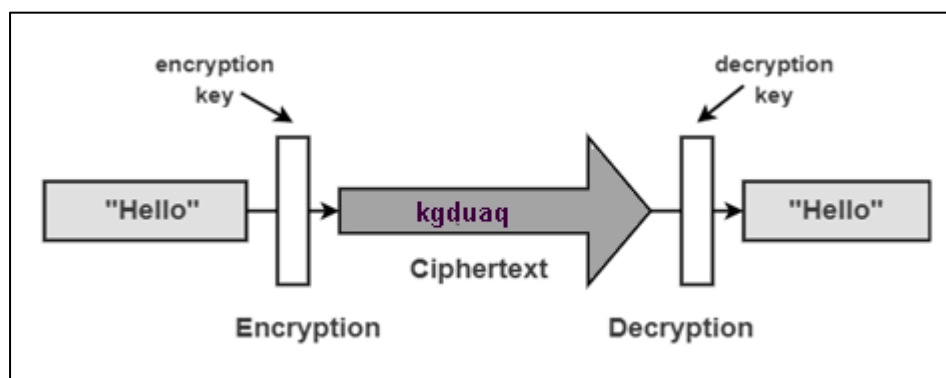 encryption
key
decryption
key
"Hello"
kgduaq
"Hello"
Ciphertext
Encryption
Decryption